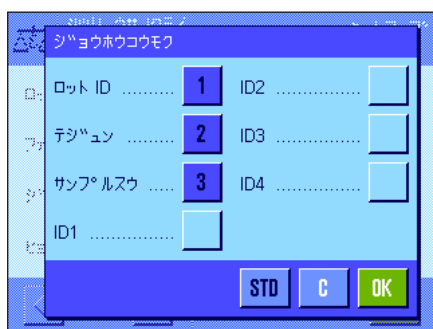 ジョウホウコウモク
ロット ID .......... 1
ID2 ................
テジュン .......... 2
ID3 ................
サンプルスウ ..... 3
ID4 ................
ID1 ................
STD C OK